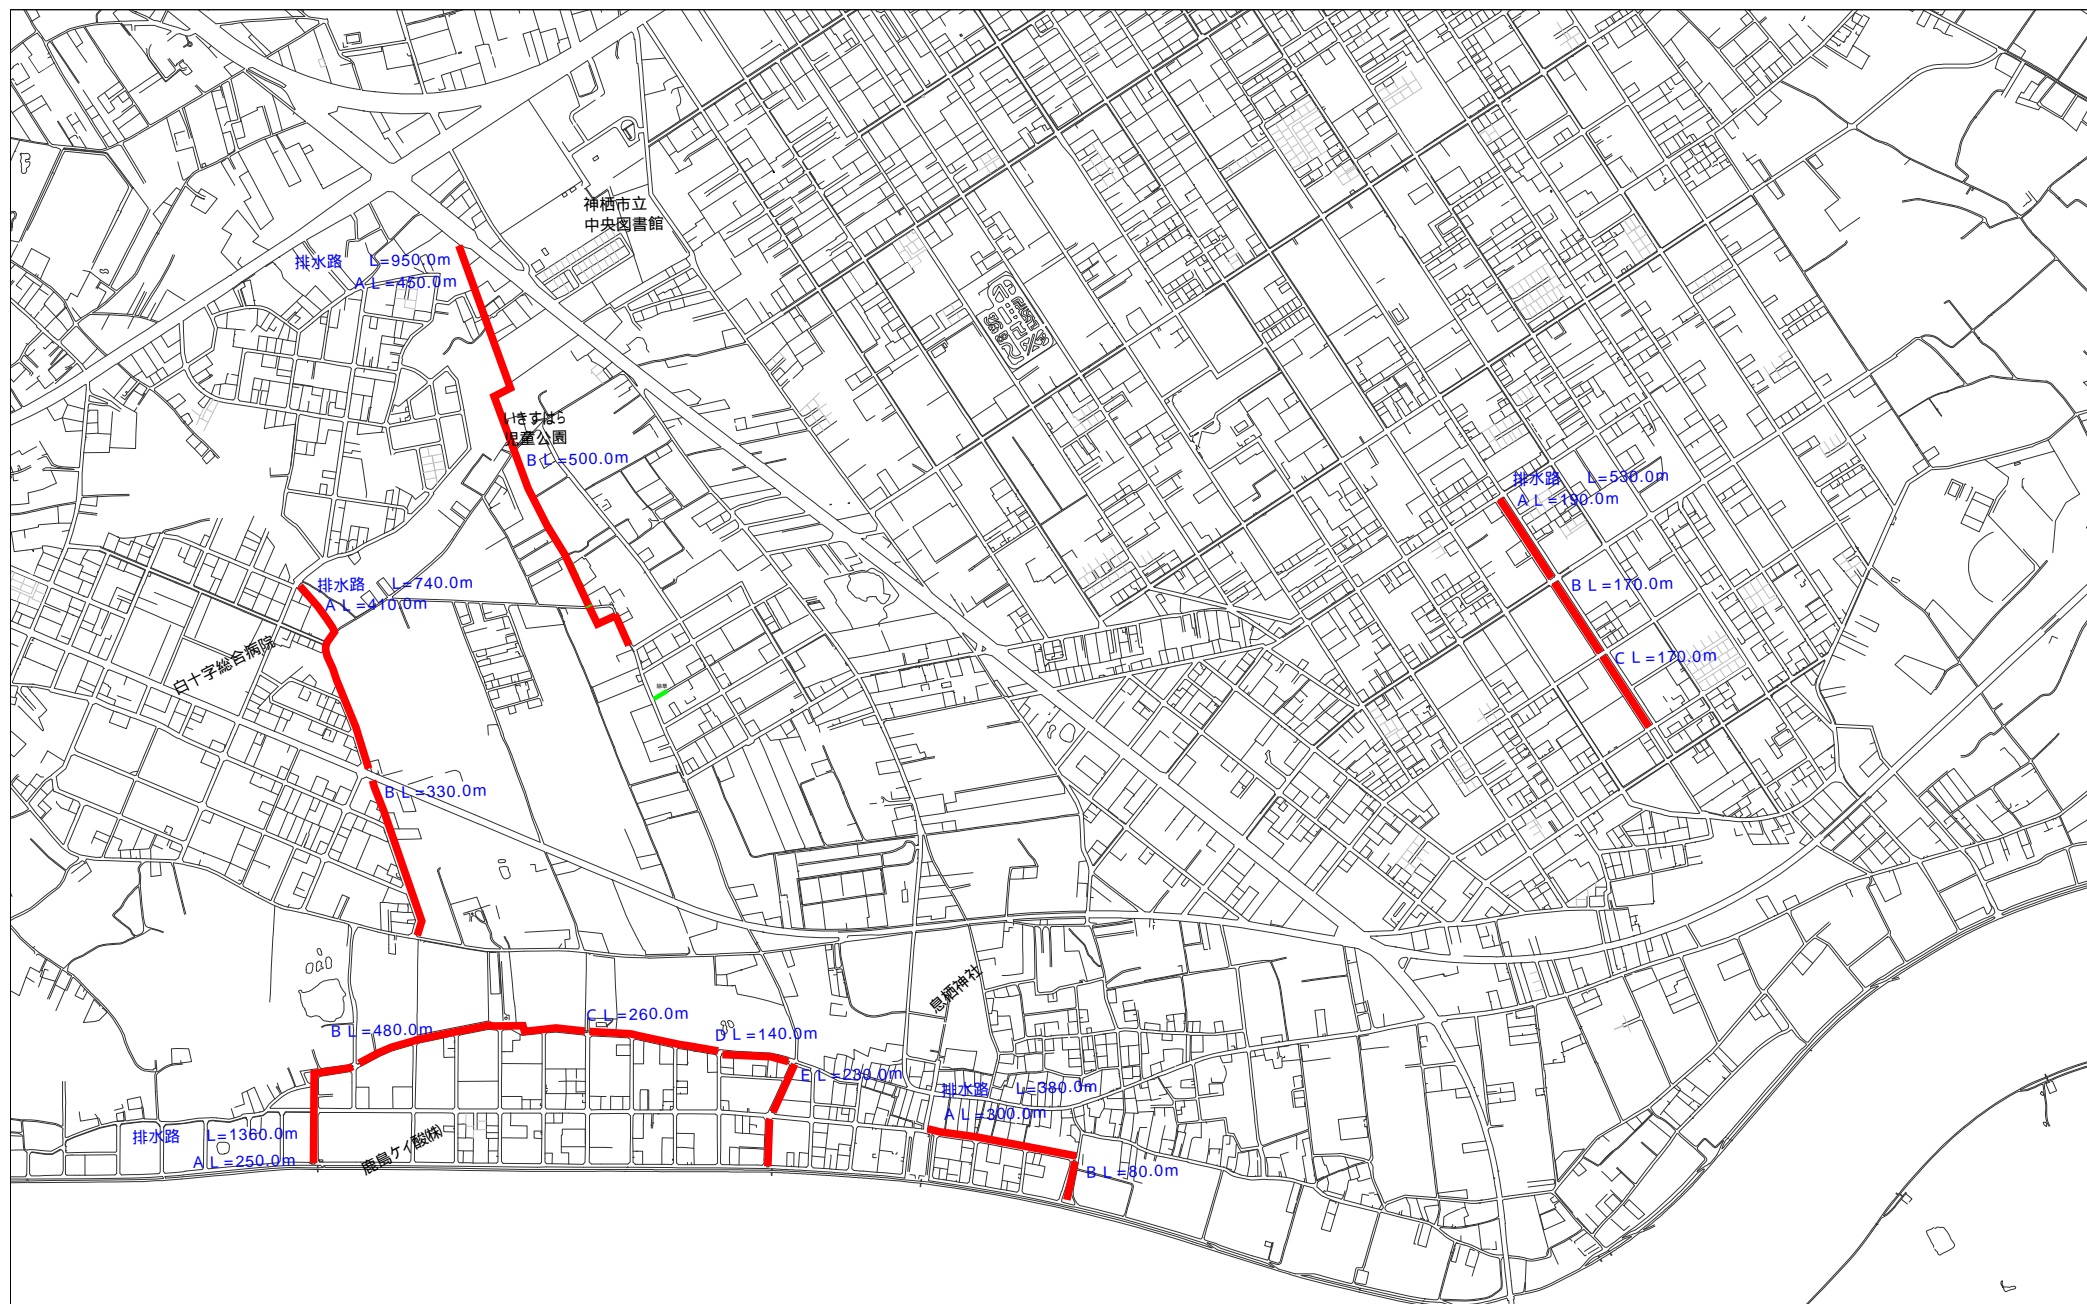 神栖市立
中央図書館
排水路 L=950.0m
A L=450.0m
いきすはら
児童公園
B L=500.0m
排水路 L=530.0m
A L=190.0m
B L=170.0m
C L=170.0m
排水路 L=740.0m
A L=410.0m
白十字総合病院
B L=330.0m
息栖神社
B L=480.0m
C L=260.0m
D L=140.0m
E L=230.0m
排水路 L=380.0m
A L=300.0m
排水路 L=1360.0m
A L=250.0m
鹿島ケイ酸㈱
B L=80.0m